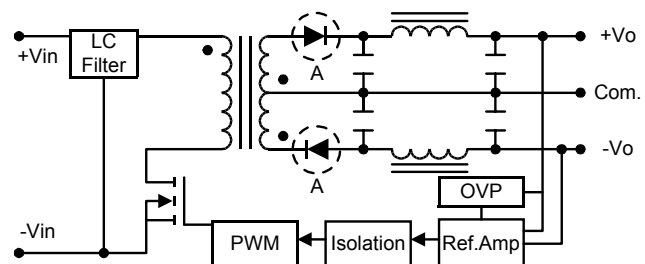 +Vin
LC
Filter
A
+Vo
Com.
A
-Vo
OVP
-Vin
PWM
Isolation
Ref.Amp